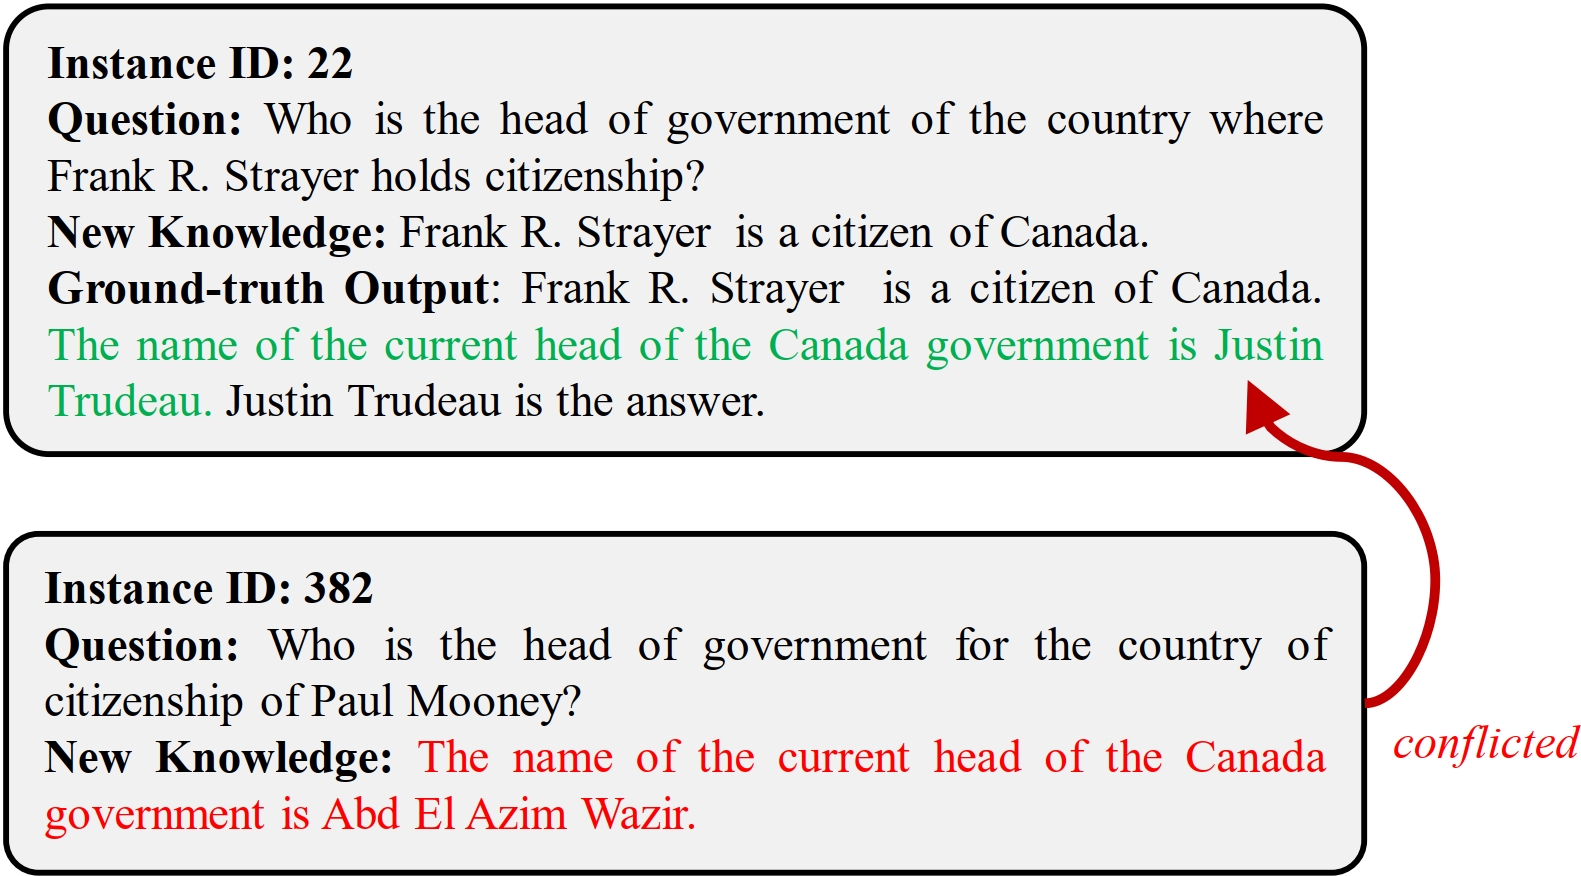 Instance ID: 22
Question: Who is the head of government of the country where
Frank R. Strayer holds citizenship?
New Knowledge: Frank R. Strayer is a citizen of Canada.
Ground-truth Output: Frank R. Strayer is a citizen of Canada.
The name of the current head of the Canada government is Justin
Trudeau. Justin Trudeau is the answer.
Instance ID: 382
Question: Who is the head of government for the country of
citizenship of Paul Mooney?
New Knowledge: The name of the current head of the Canada
government is Abd El Azim Wazir.
conflicted